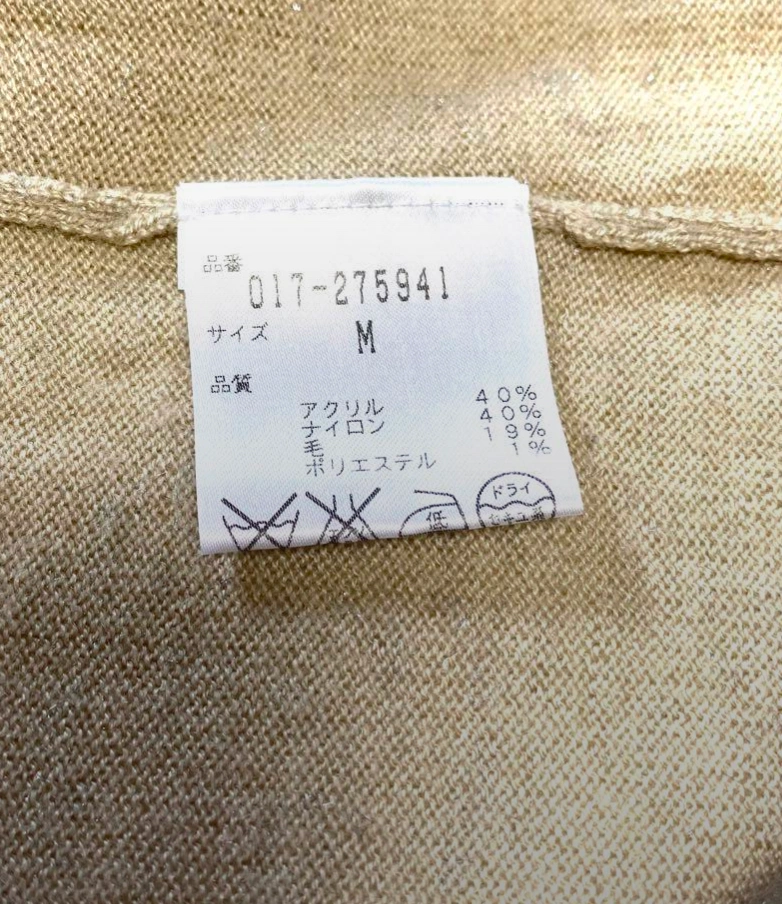 品番
017-275941
サイズ M
品質
アクリル 40%
ナイロン 40%
毛 19%
ポリエステル 1%
低 ドライ